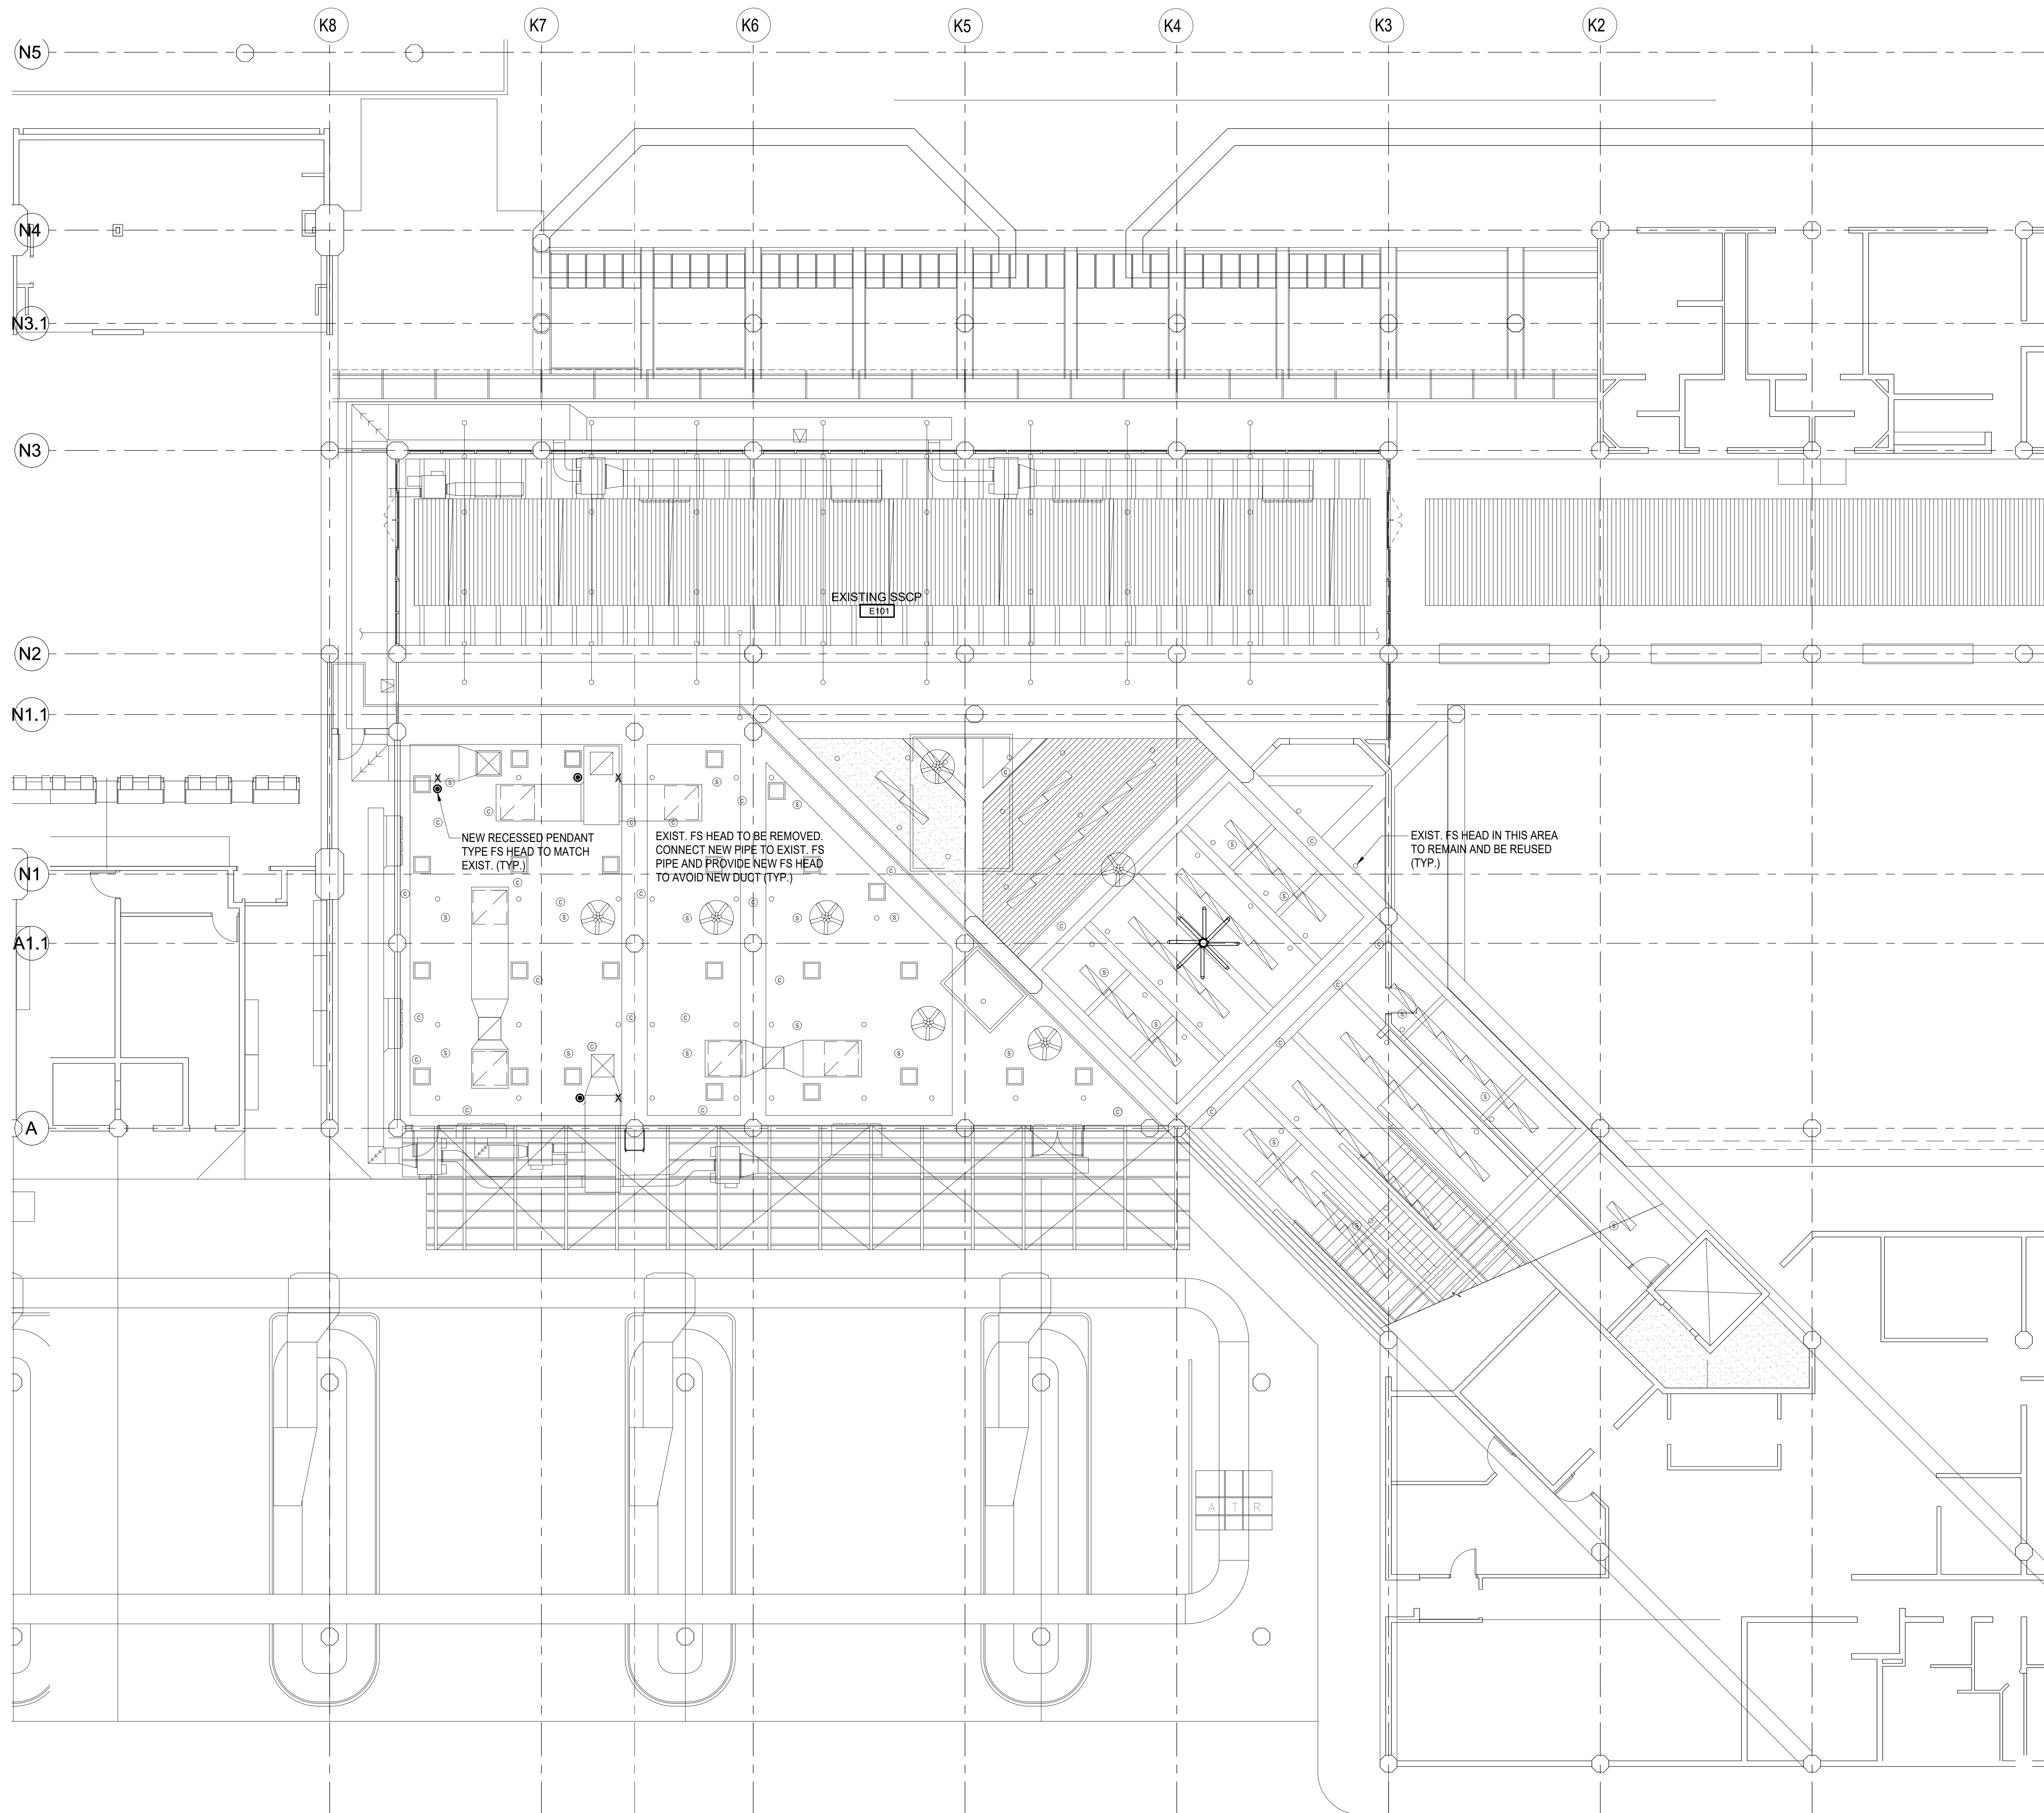 K8 K7 K6 K5 K4 K3 K2
N5
N4
N3.1
N3
EXISTING SSCP
E101
N2
N1.1
X X
S S S
C C C C C C
NEW RECESSED PENDANT
TYPE FS HEAD TO MATCH
EXIST. (TYP.)
EXIST. FS HEAD TO BE REMOVED.
CONNECT NEW PIPE TO EXIST. FS
PIPE AND PROVIDE NEW FS HEAD
TO AVOID NEW DUCT (TYP.)
EXIST. FS HEAD IN THIS AREA
TO REMAIN AND BE REUSED
(TYP.)
N1
A1.1
X
A
A T R